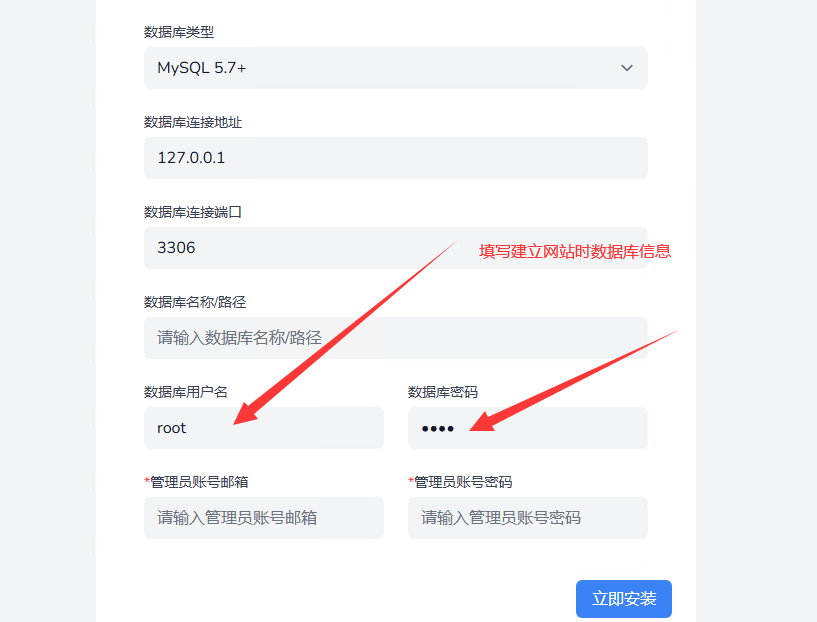 数据库类型
MySQL 5.7+
数据库连接地址
127.0.0.1
数据库连接端口
3306
填写建立网站时数据库信息
数据库名称/路径
请输入数据库名称/路径
数据库用户名
数据库密码
root
••••
*管理员账号邮箱
*管理员账号密码
请输入管理员账号邮箱
请输入管理员账号密码
立即安装